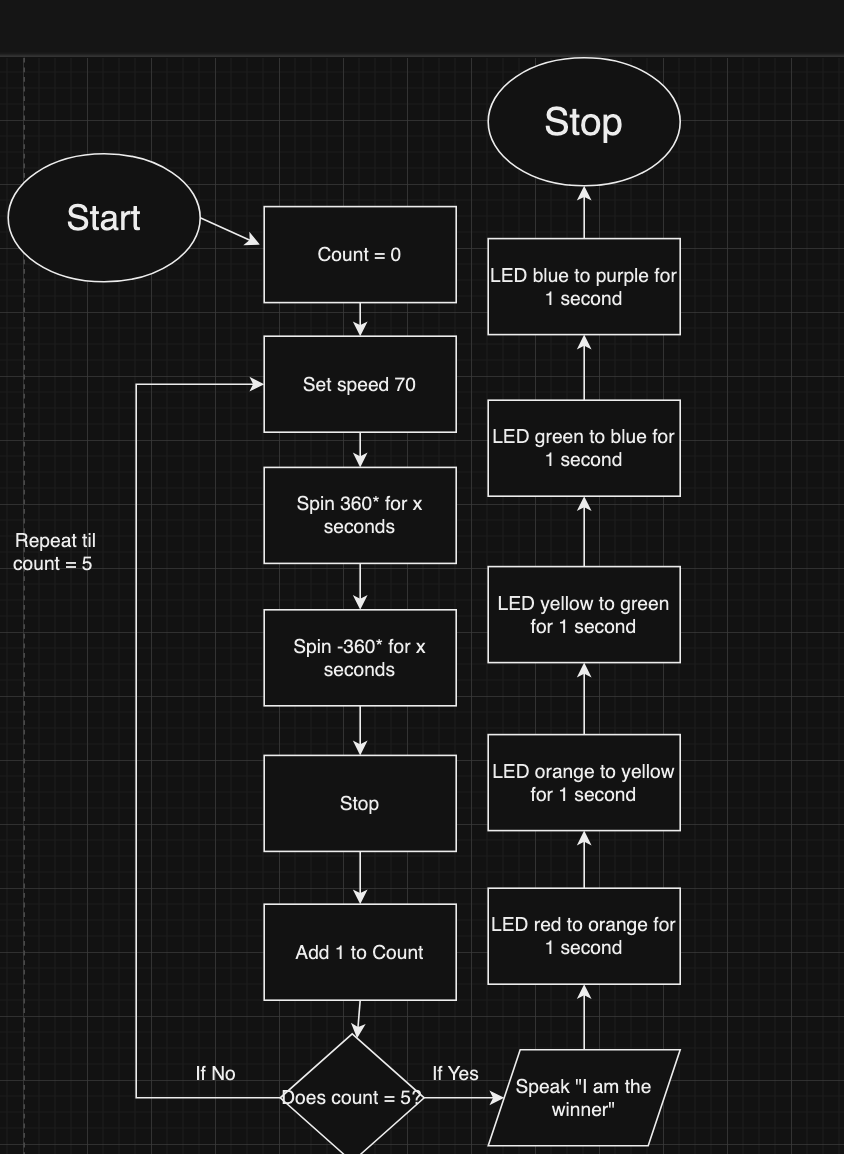 Start
Count = 0
Set speed 70
Spin 360* for x
seconds
Spin -360* for x
seconds
Stop
Add 1 to Count
Does count = 5?
If No
Repeat til
count = 5
If Yes
Speak "I am the
winner"
LED red to orange for
1 second
LED orange to yellow
for 1 second
LED yellow to green
for 1 second
LED green to blue for
1 second
LED blue to purple for
1 second
Stop